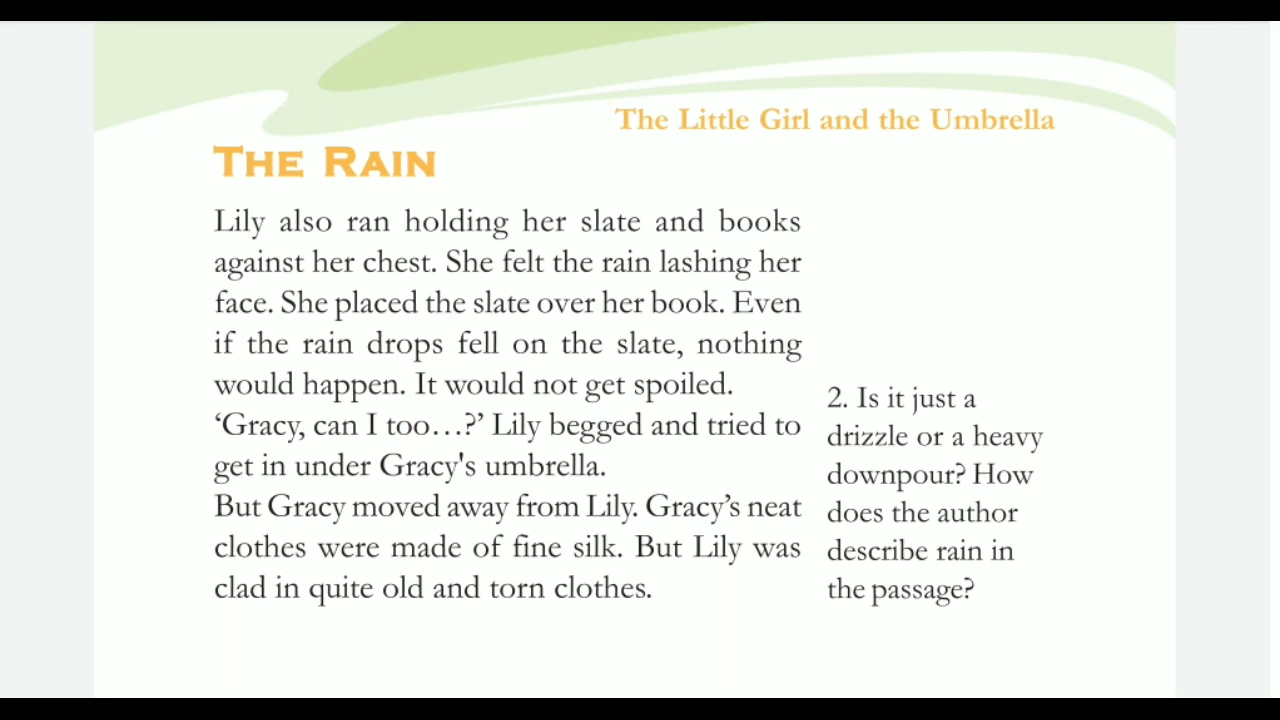 The Little Girl and the Umbrella
THE RAIN
Lily also ran holding her slate and books
against her chest. She felt the rain lashing her
face. She placed the slate over her book. Even
if the rain drops fell on the slate, nothing
would happen. It would not get spoiled.
‘Gracy, can I too…?’ Lily begged and tried to
get in under Gracy's umbrella.
But Gracy moved away from Lily. Gracy’s neat
clothes were made of fine silk. But Lily was
clad in quite old and torn clothes.
2. Is it just a
drizzle or a heavy
downpour? How
does the author
describe rain in
the passage?